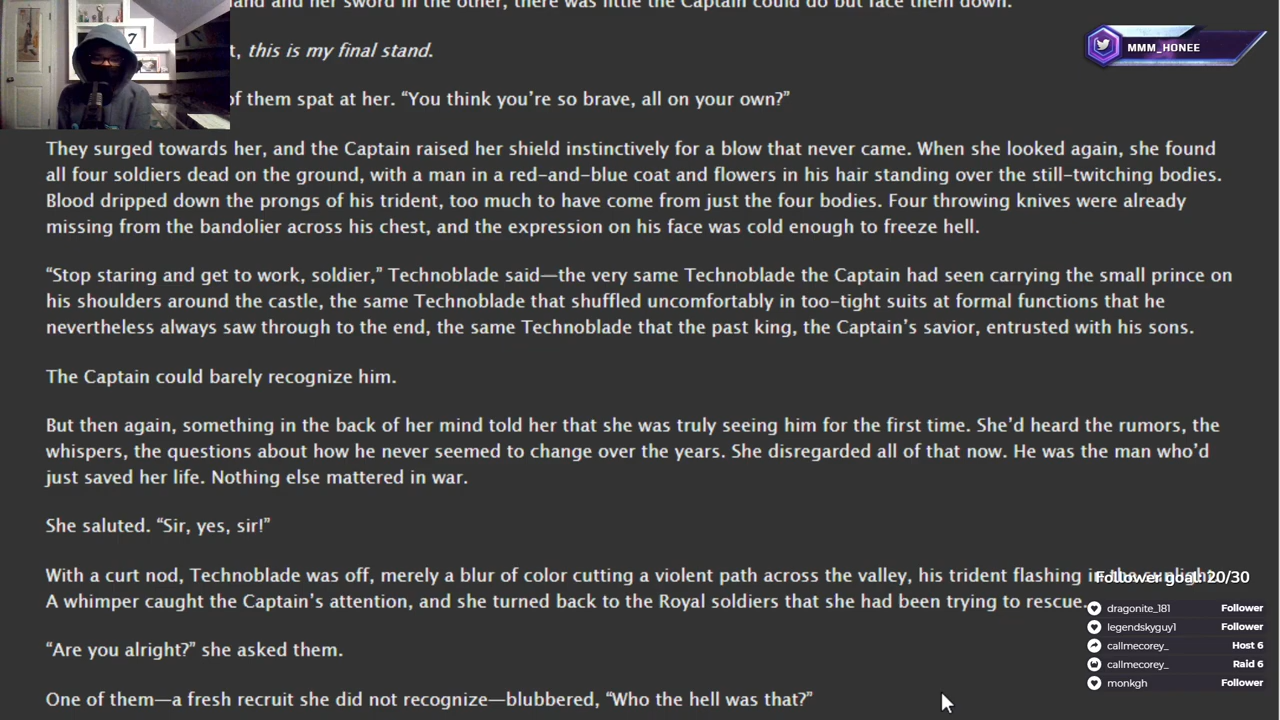 and her sword in the other, there was little the Captain could do but face them down.
MMM_HONEE
7
t, this is my final stand.
of them spat at her. “You think you’re so brave, all on your own?”
They surged towards her, and the Captain raised her shield instinctively for a blow that never came. When she looked again, she found
all four soldiers dead on the ground, with a man in a red-and-blue coat and flowers in his hair standing over the still-twitching bodies.
Blood dripped down the prongs of his trident, too much to have come from just the four bodies. Four throwing knives were already
missing from the bandolier across his chest, and the expression on his face was cold enough to freeze hell.
“Stop staring and get to work, soldier,” Technoblade said—the very same Technoblade the Captain had seen carrying the small prince on
his shoulders around the castle, the same Technoblade that shuffled uncomfortably in too-tight suits at formal functions that he
nevertheless always saw through to the end, the same Technoblade that the past king, the Captain’s savior, entrusted with his sons.
The Captain could barely recognize him.
But then again, something in the back of her mind told her that she was truly seeing him for the first time. She’d heard the rumors, the
whispers, the questions about how he never seemed to change over the years. She disregarded all of that now. He was the man who’d
just saved her life. Nothing else mattered in war.
She saluted. “Sir, yes, sir!”
With a curt nod, Technoblade was off, merely a blur of color cutting a violent path across the valley, his trident flashing in the sunlight.
Follower goal: 20/30
A whimper caught the Captain’s attention, and she turned back to the Royal soldiers that she had been trying to rescue.
dragonite_181 Follower
legendskyguy1 Follower
callmecorey_ Host 6
“Are you alright?” she asked them.
callmecorey_ Raid 6
monkgh Follower
One of them—a fresh recruit she did not recognize—blubbered, “Who the hell was that?”